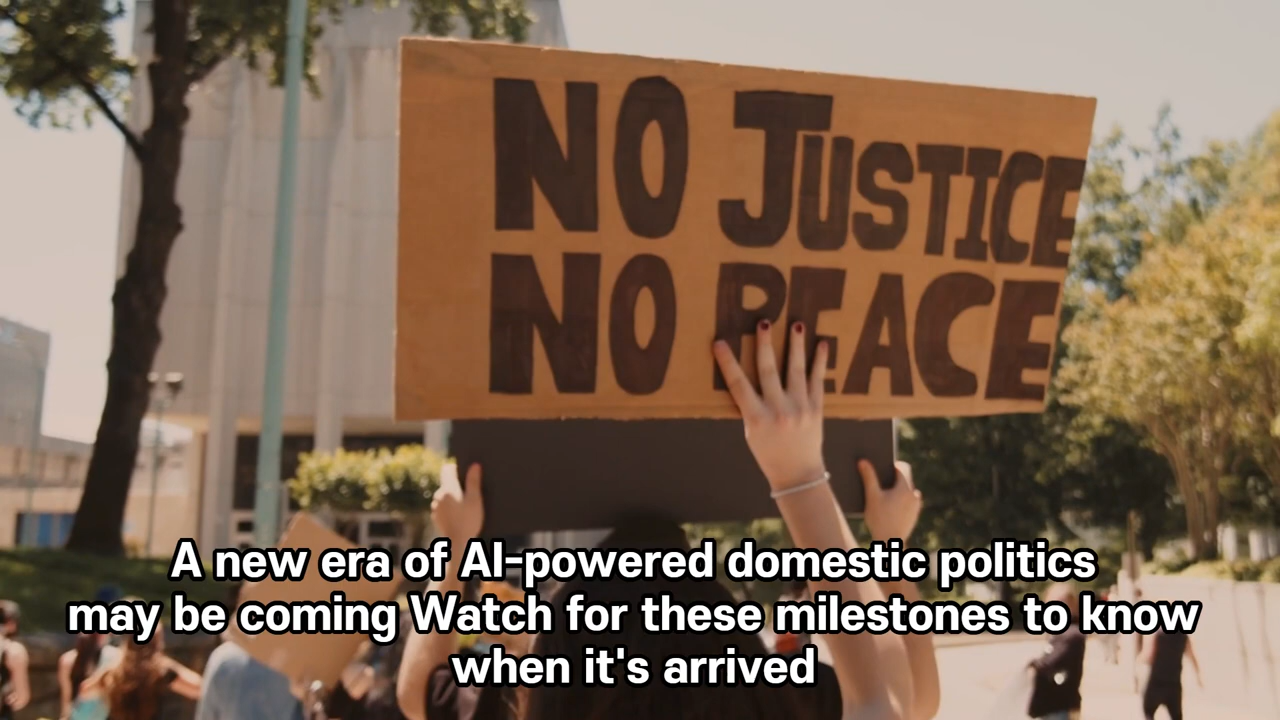 NO JUSTICE
NO PEACE
A new era of AI-powered domestic politics
may be coming Watch for these milestones to know
when it's arrived